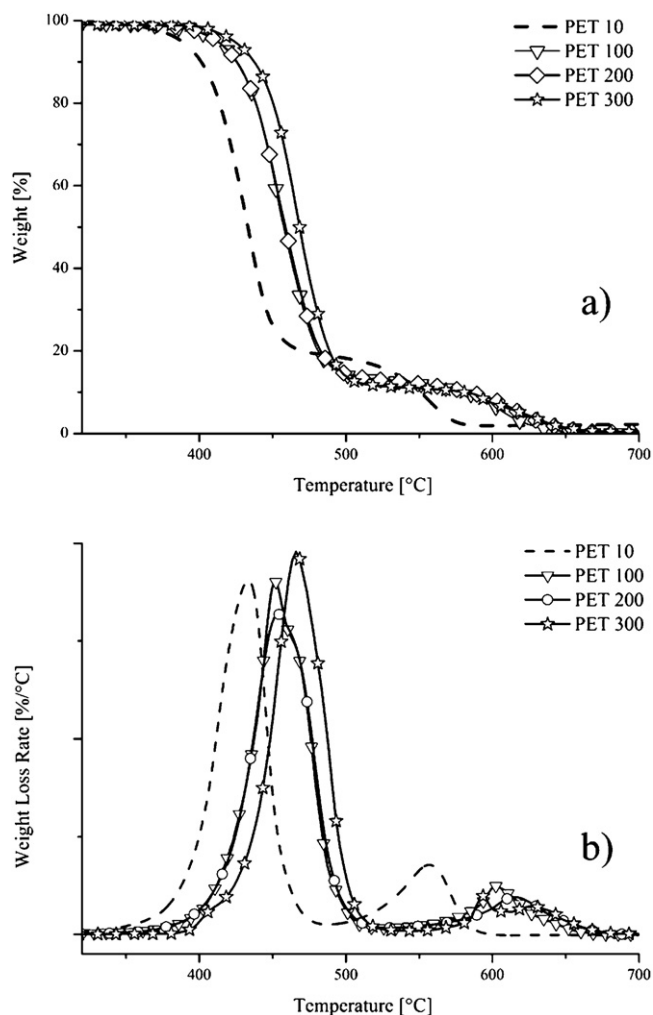 100
80
60
40
20
0
Weight [%]
PET 10
PET 100
PET 200
PET 300
a)
400
500
600
700
Temperature [°C]
Weight Loss Rate [%/°C]
PET 10
PET 100
PET 200
PET 300
b)
400
500
600
700
Temperature [°C]